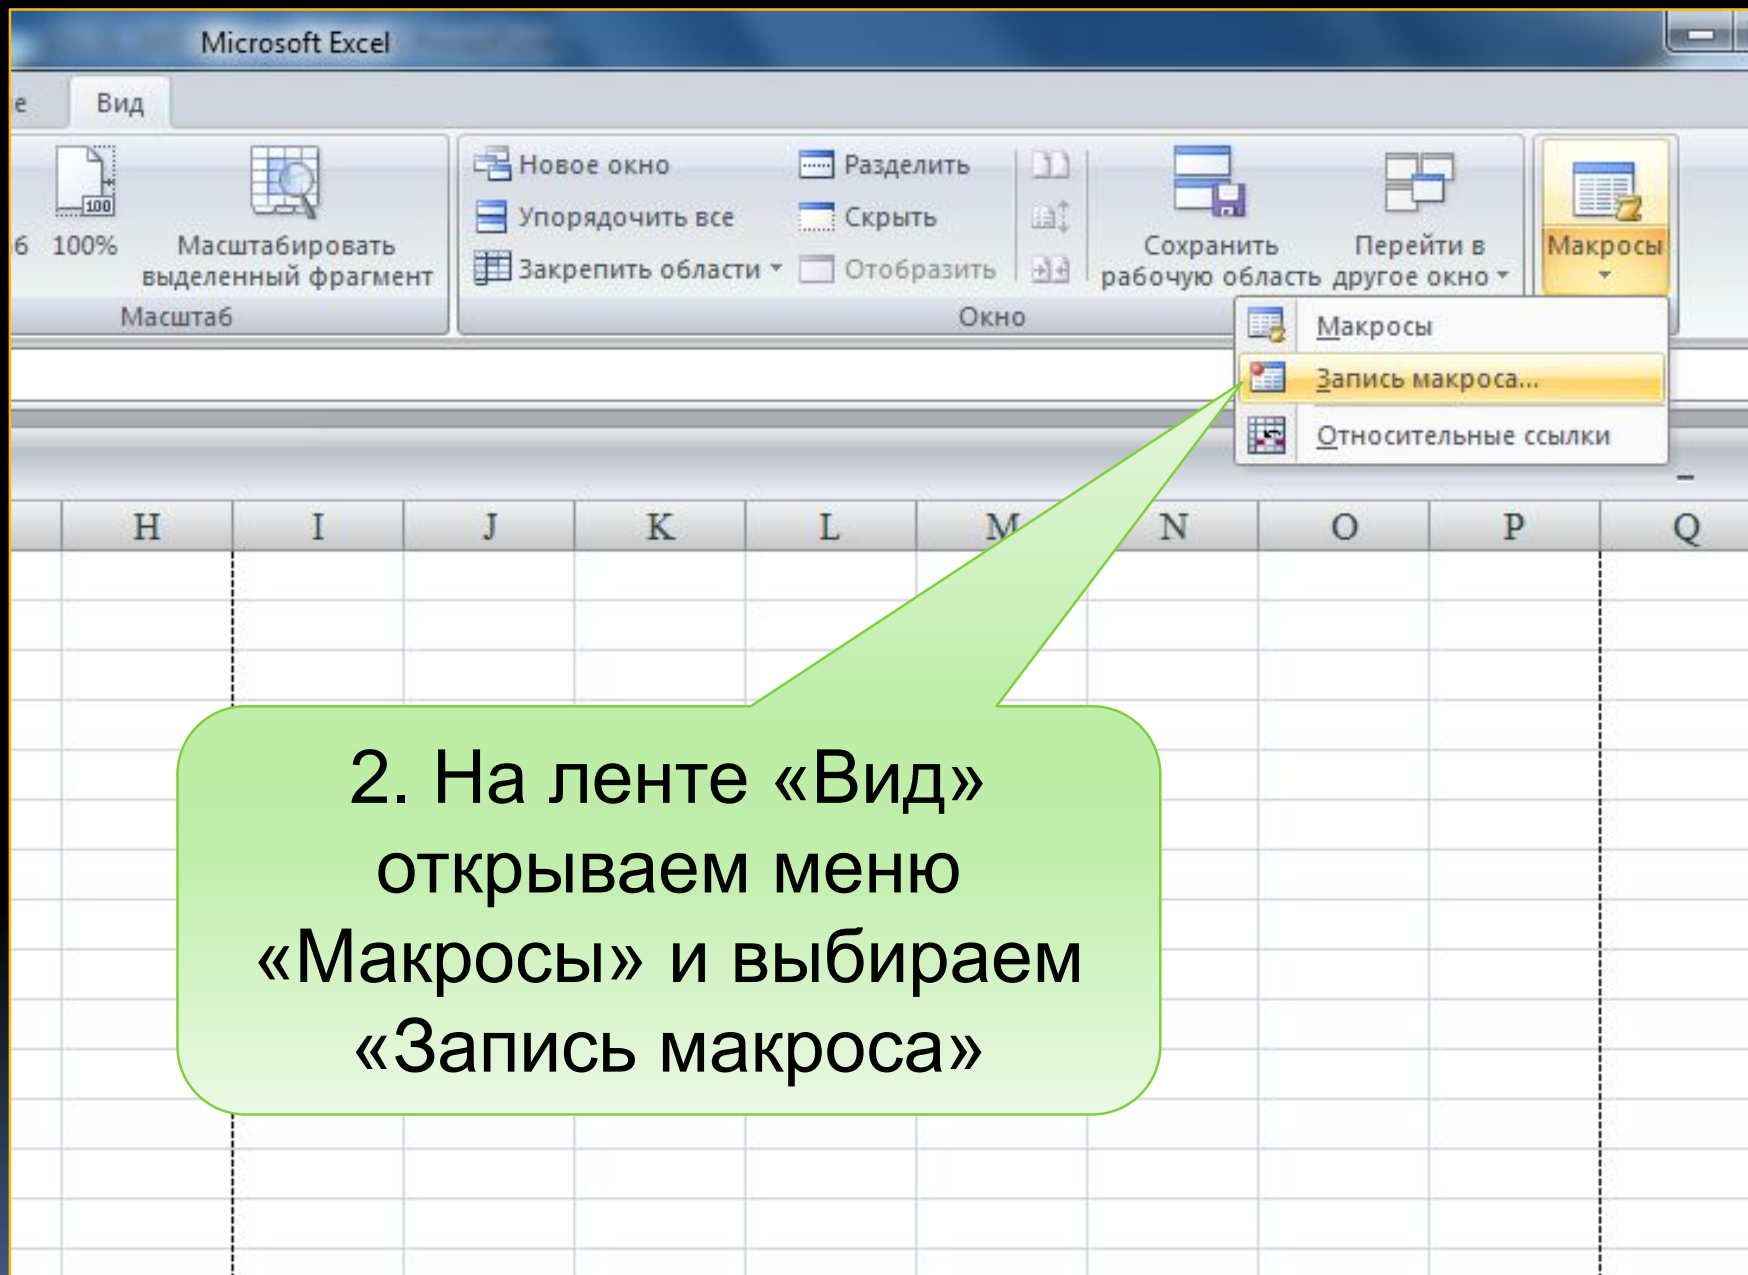 Microsoft Excel
е Вид
Новое окно Разделить
Упорядочить все Скрыть
Закрепить области Отобразить
100
б 100% Масштабировать
выделенный фрагмент
Сохранить
рабочую область
Перейти в
другое окно
Макросы
Масштаб Окно
Макросы
Запись макроса...
Относительные ссылки
H I J K L M N O P Q
2. На ленте «Вид»
открываем меню
«Макросы» и выбираем
«Запись макроса»